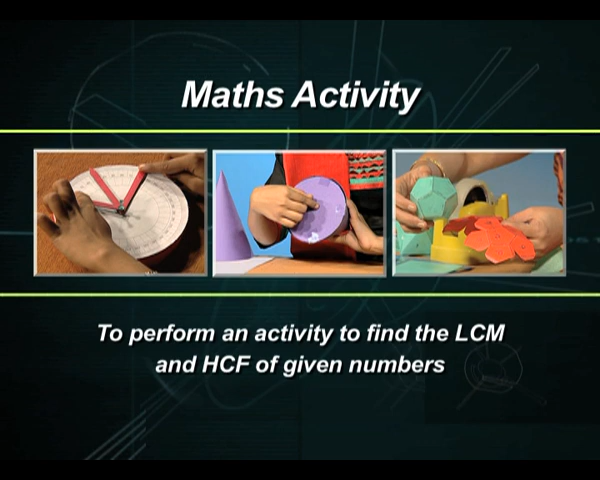 Maths Activity
To perform an activity to find the LCM
and HCF of given numbers